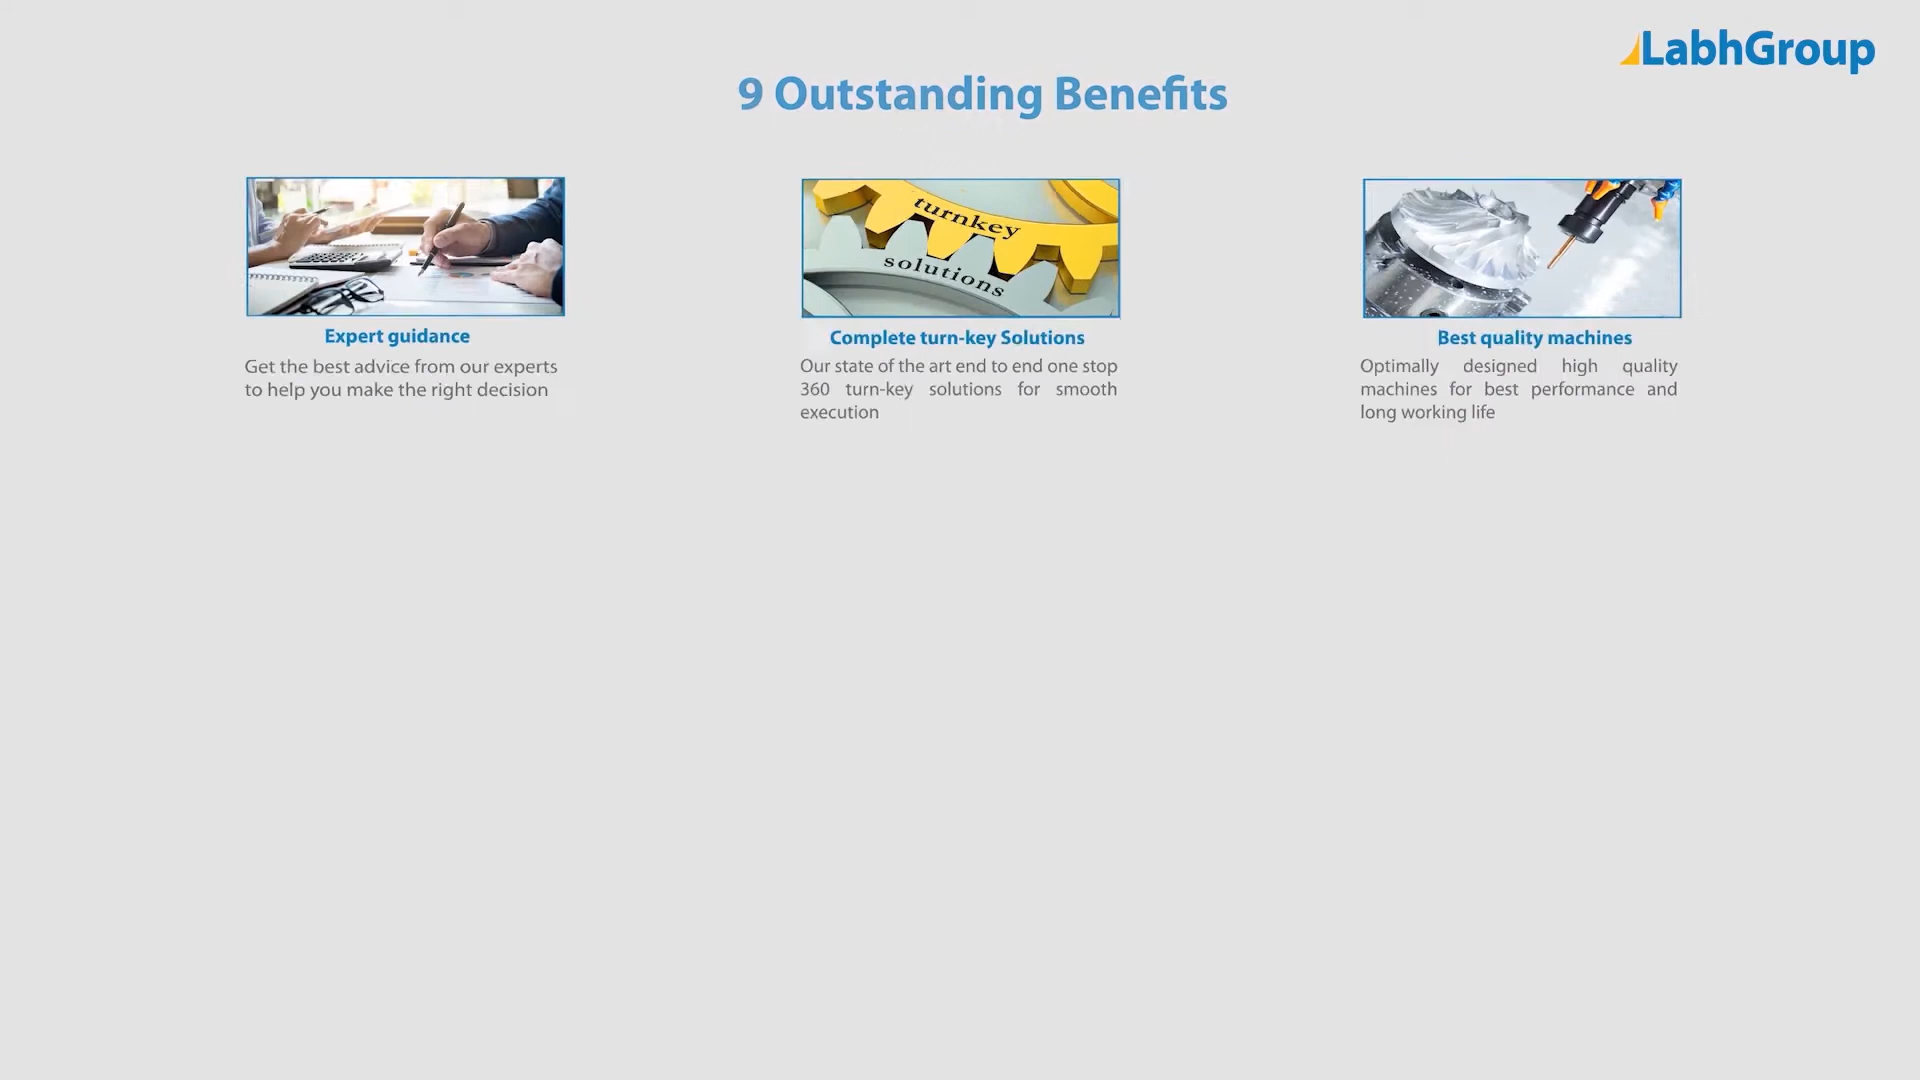 LabhGroup
9 Outstanding Benefits
turnkey
solutions
Expert guidance
Get the best advice from our experts
to help you make the right decision
Complete turn-key Solutions
Our state of the art end to end one stop
360 turn-key solutions for smooth
execution
Best quality machines
Optimally designed high quality
machines for best performance and
long working life